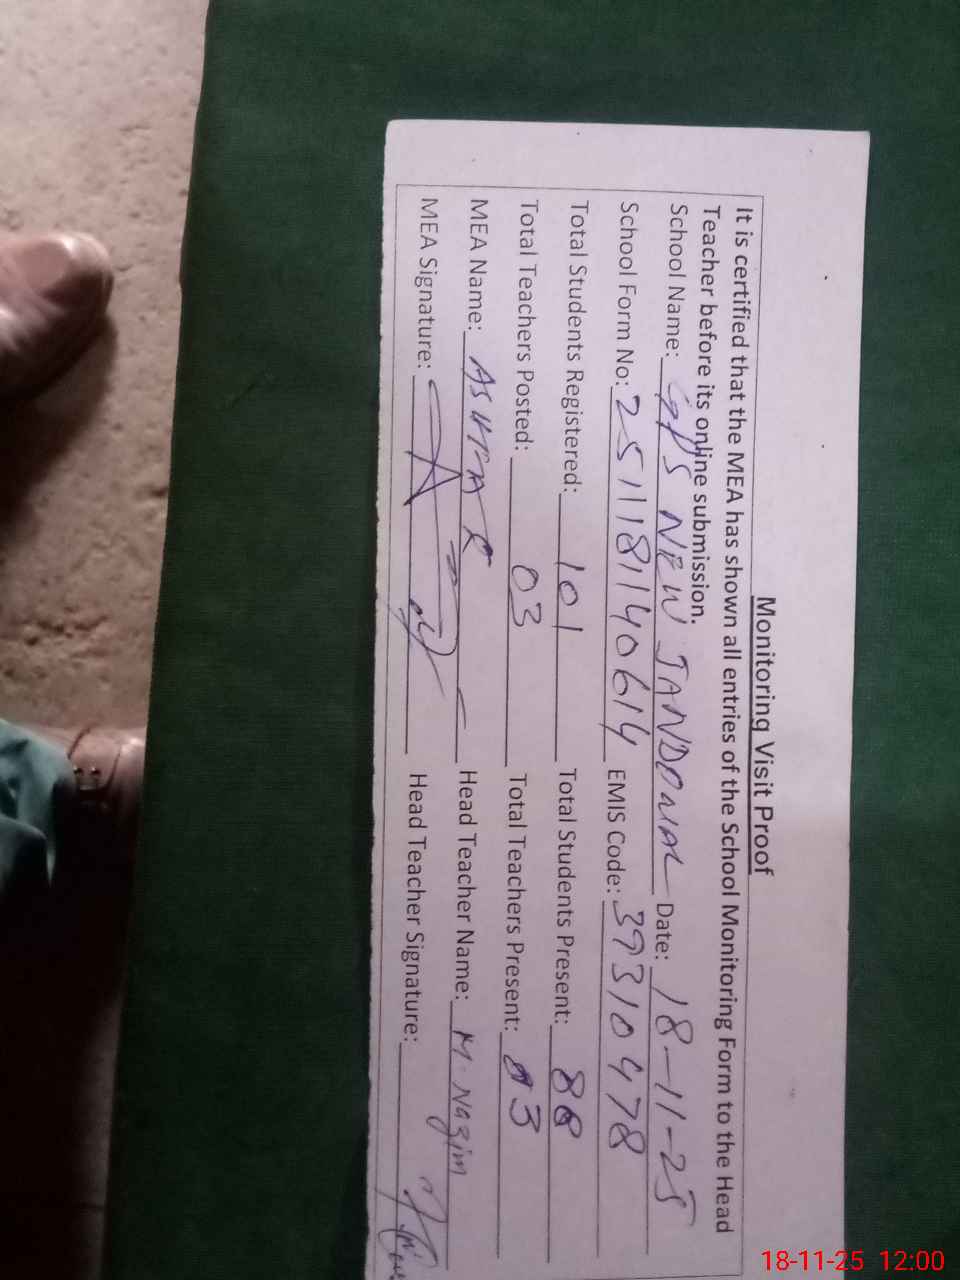 Monitoring Visit Proof
It is certified that the MEA has shown all entries of the School Monitoring Form to the Head
Teacher before its online submission.
School Name: GPS NEW JANDONAL Date: 18-11-25
School Form No: 2511181140614 EMIS Code: 39310478
Total Students Registered: 101 Total Students Present: 88
Total Teachers Posted: 03 Total Teachers Present: 03
MEA Name: Head Teacher Name: M. Nazim
MEA Signature: Head Teacher Signature:
18-11-25 12:00